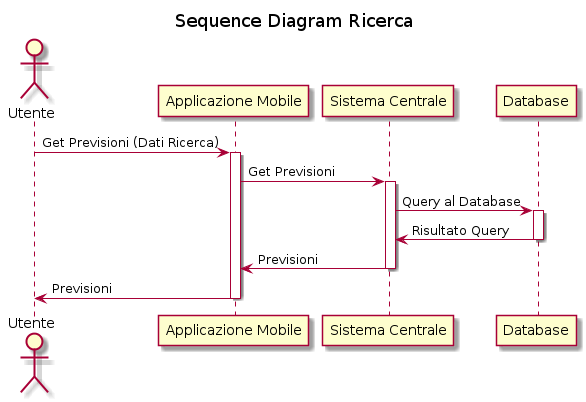 Sequence Diagram Ricerca
Utente
Applicazione Mobile
Sistema Centrale
Database
Get Previsioni (Dati Ricerca)
Get Previsioni
Query al Database
Risultato Query
Previsioni
Previsioni
Utente
Applicazione Mobile
Sistema Centrale
Database